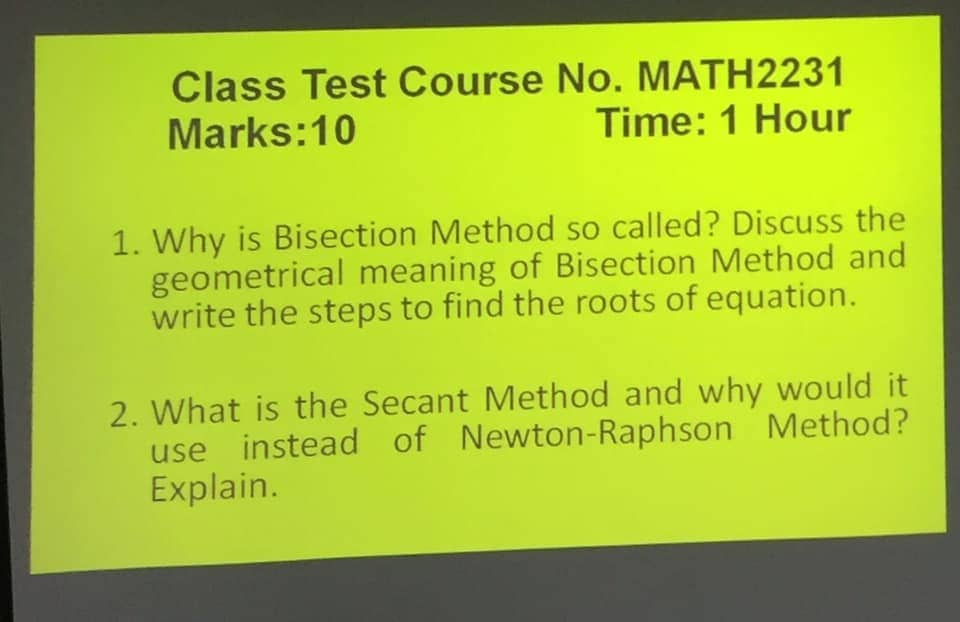 Class Test Course No. MATH2231
Marks:10 Time: 1 Hour
1. Why is Bisection Method so called? Discuss the
geometrical meaning of Bisection Method and
write the steps to find the roots of equation.
2. What is the Secant Method and why would it
use instead of Newton-Raphson Method?
Explain.